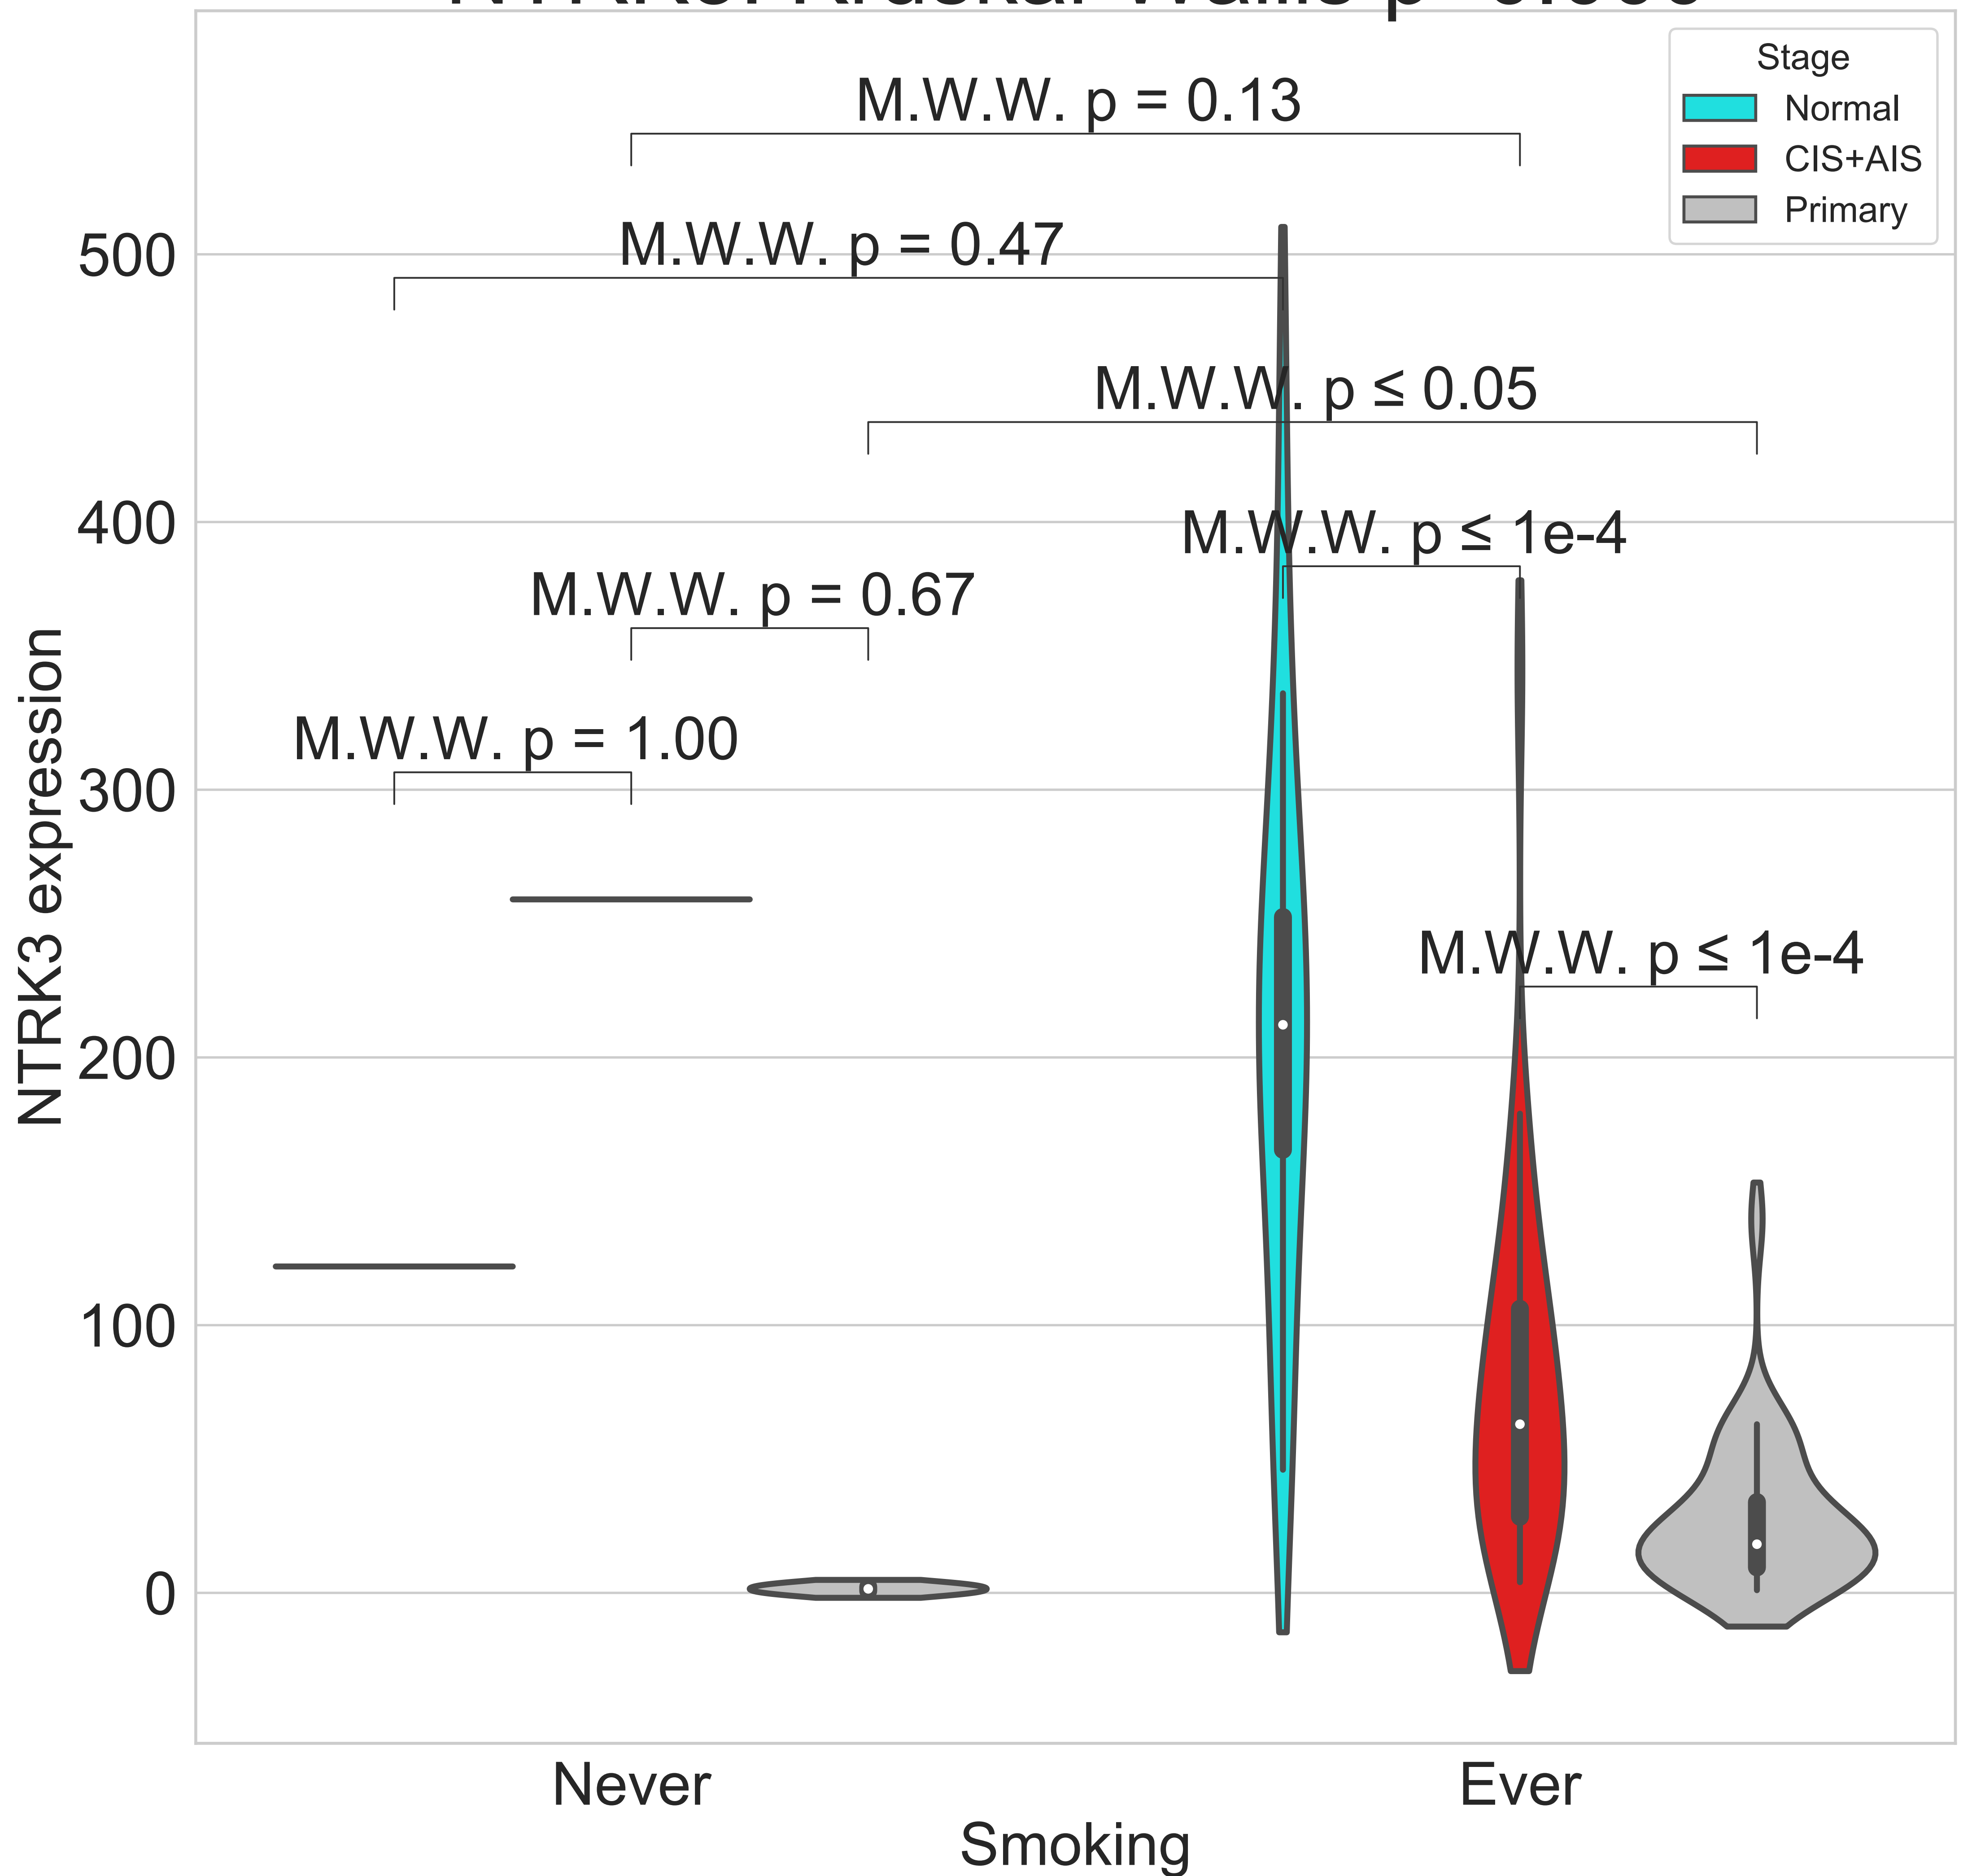 Stage
Normal
CIS+AIS
Primary
M.W.W. p = 0.13
M.W.W. p = 0.47
M.W.W. p ≤ 0.05
M.W.W. p ≤ 1e-4
M.W.W. p = 0.67
M.W.W. p = 1.00
M.W.W. p ≤ 1e-4
NTRK3 expression
500
400
300
200
100
0
Never
Ever
Smoking